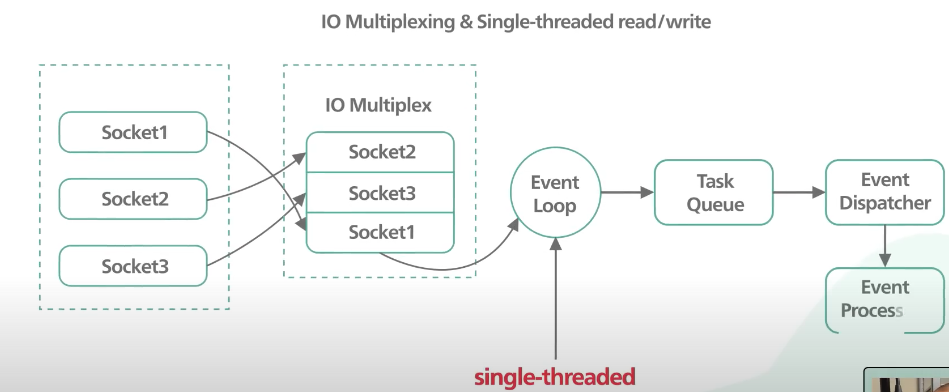 IO Multiplexing & Single-threaded read/write
IO Multiplex
Socket1
Socket2
Socket3
Socket2
Socket3
Socket1
Event
Loop
Task
Queue
Event
Dispatcher
Event
Process
single-threaded